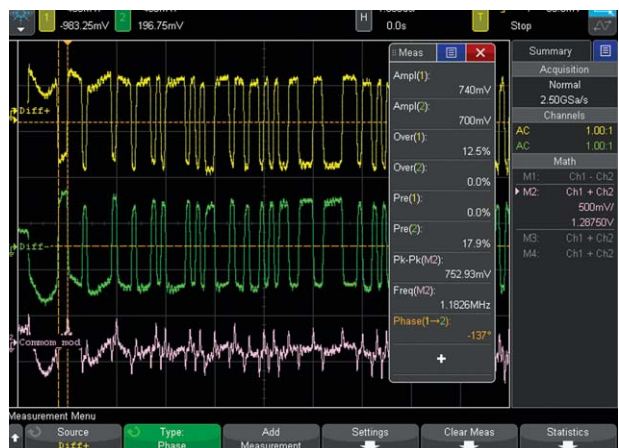 1
-983.25mV
2
196.75mV
H
0.0s
T
Stop
Meas
Summary
Ampl(1):
740mV
Ampl(2):
700mV
Over(1):
12.5%
Over(2):
0.0%
Pre(1):
0.0%
Pre(2):
17.9%
Pk-Pk(M2):
752.93mV
Freq(M2):
1.1826MHz
Phase(1→2):
-137°
+
Acquisition
Normal
2.50GSa/s
Channels
AC 1.00:1
AC 1.00:1
Math
M1: Ch1 - Ch2
M2: Ch1 + Ch2
500mV/
1.28750V
M3: Ch1 + Ch2
M4: Ch1 + Ch2
Diff+
Diff-
Commom mod
Measurement Menu
Source
Diff+
Type:
Phase
Add
Measurement
Settings
Clear Meas
Statistics